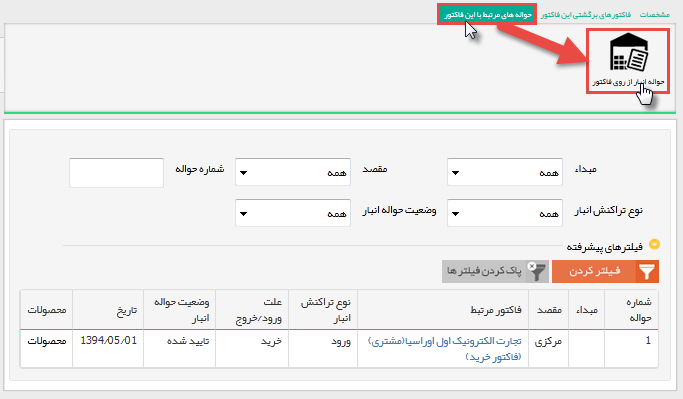 مشخصات
فاکتورهای برگشتی این فاکتور
حواله های مرتبط با این فاکتور
حواله انبار از روی فاکتور
مبداء
همه
مقصد
همه
شماره حواله
نوع تراکنش انبار
همه
وضعیت حواله انبار
همه
فیلترهای پیشرفته
فیلتر کردن
پاک کردن فیلتر ها
شماره حواله
مبداء
مقصد
فاکتور مرتبط
نوع تراکنش انبار
علت ورود/خروج
وضعیت حواله انبار
تاریخ
محصولات
1
مرکزی
تجارت الکترونیک اول اوراسیا(مشتری)
(فاکتور خرید)
ورود
خرید
تایید شده
1394/05/01
محصولات